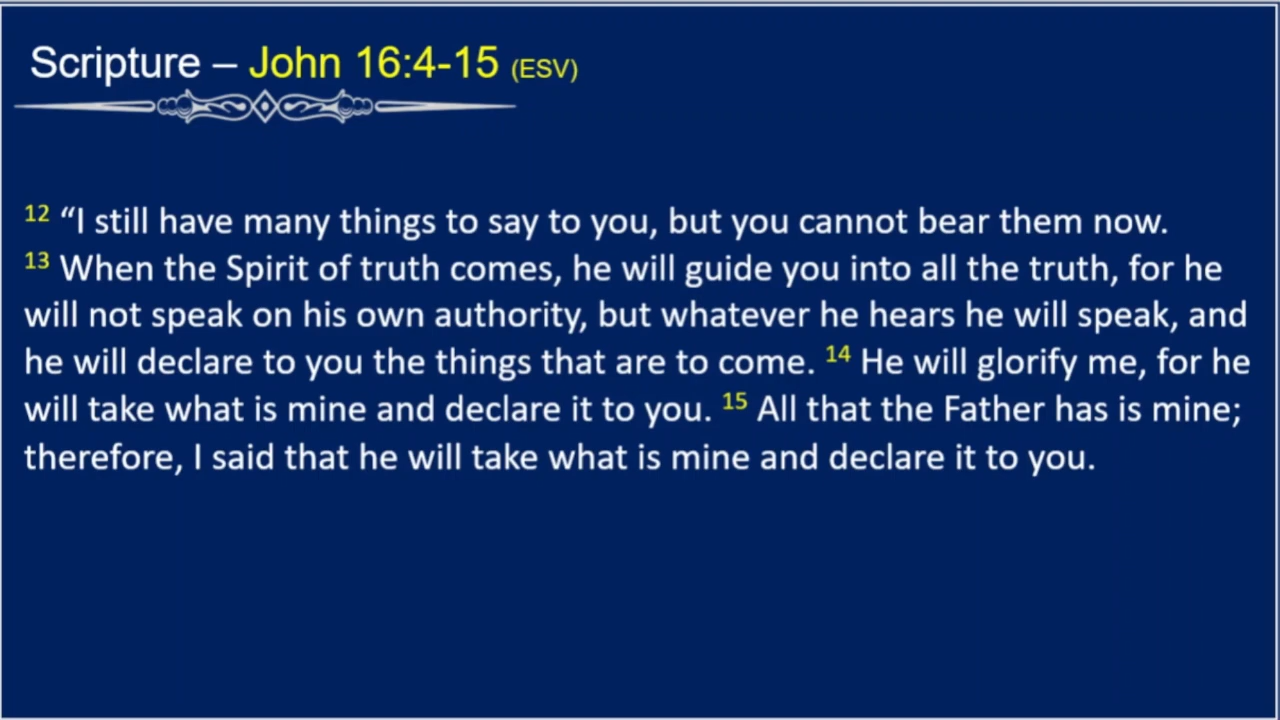 Scripture – John 16:4-15 (ESV)
12 “I still have many things to say to you, but you cannot bear them now.
13 When the Spirit of truth comes, he will guide you into all the truth, for he
will not speak on his own authority, but whatever he hears he will speak, and
he will declare to you the things that are to come. 14 He will glorify me, for he
will take what is mine and declare it to you. 15 All that the Father has is mine;
therefore, I said that he will take what is mine and declare it to you.